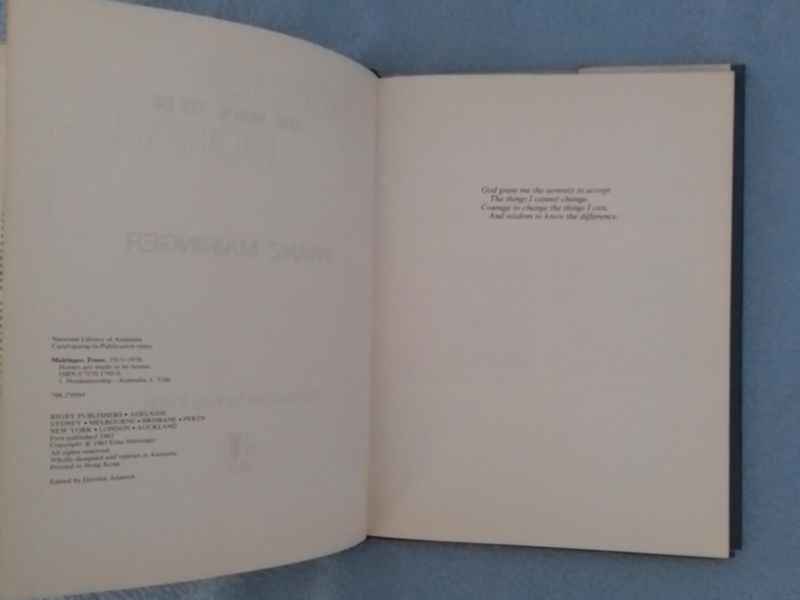 National Library of Australia
Cataloguing-in-Publication entry
Mairinger, Franz, 1915-1978.
Horses are made to be horses.
ISBN 0 7270 1795 0.
1. Horsemanship—Australia. I. Title
RIGBY PUBLISHERS • ADELAIDE
SYDNEY • MELBOURNE • BRISBANE • PERTH
NEW YORK • LONDON • AUCKLAND
First published 1983
Copyright © 1983 Erna Mairinger
All rights reserved
Wholly designed and typeset in Australia
Printed in Hong Kong
Edited by Deirdre
God grant me the serenity to accept
The things I cannot change,
Courage to change the things I can,
And wisdom to know the difference
ARE MADE TO BE
HORSES
FRANZ MAIRINGER